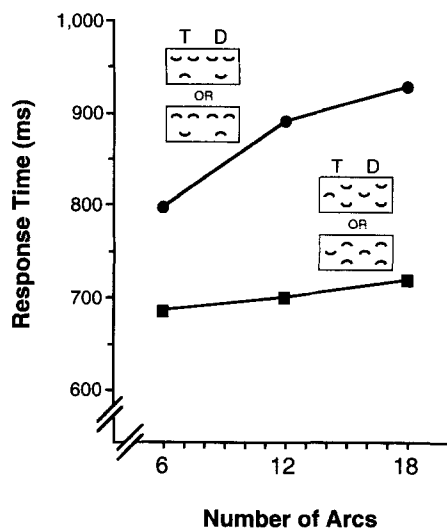 1,000
900
800
700
600
Response Time (ms)
T D
OR
T D
OR
6 12 18
Number of Arcs